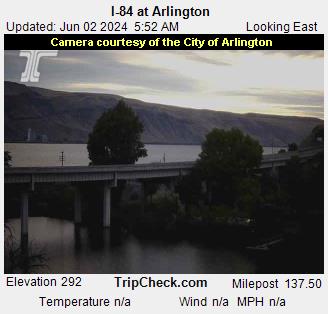 I-84 at Arlington
Updated: Jun 02 2024 5:52 AM Looking East
Camera courtesy of the City of Arlington
Elevation 292 TripCheck.com Milepost 137.50
Temperature n/a Wind n/a MPH n/a